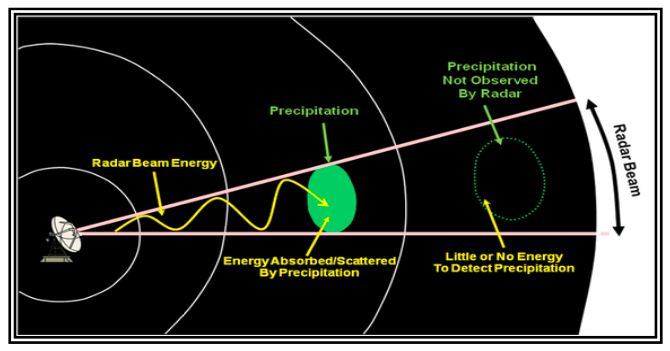 Precipitation
Not Observed
By Radar
Precipitation
Radar Beam
Radar Beam Energy
Energy Absorbed/Scattered
By Precipitation
Little or No Energy
To Detect Precipitation